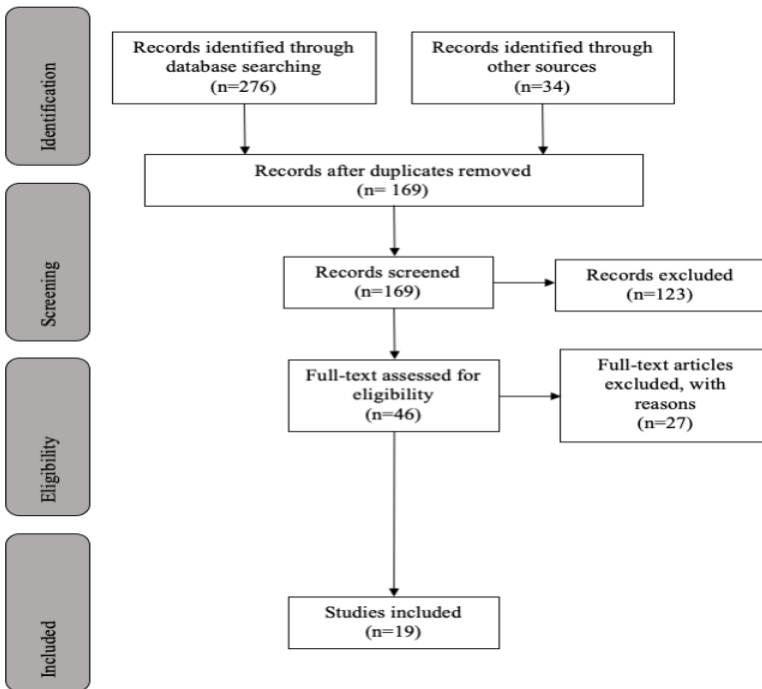 Identification
Records identified through
database searching
(n=276)
Records identified through
other sources
(n=34)
Records after duplicates removed
(n= 169)
Screening
Records screened
(n=169)
Records excluded
(n=123)
Eligibility
Full-text assessed for
eligibility
(n=46)
Full-text articles
excluded, with
reasons
(n=27)
Included
Studies included
(n=19)